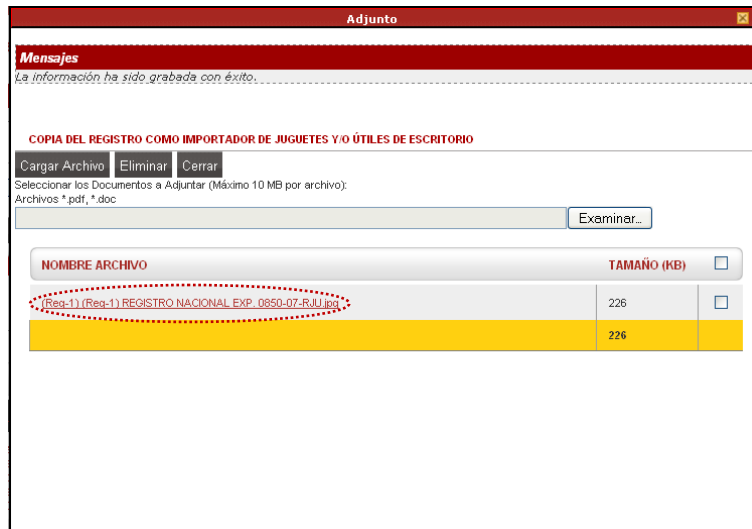 Adjunto
Mensajes
La información ha sido grabada con éxito.
COPIA DEL REGISTRO COMO IMPORTADOR DE JUGUETES Y/O ÚTILES DE ESCRITORIO
Cargar Archivo Eliminar Cerrar
Seleccionar los Documentos a Adjuntar (Máximo 10 MB por archivo):
Archivos *.pdf, *.doc
Examinar...
NOMBRE ARCHIVO TAMAÑO (KB)
(Req-1) (Req-1) REGISTRO NACIONAL EXP. 0850-07-RJU.jpg 226
226